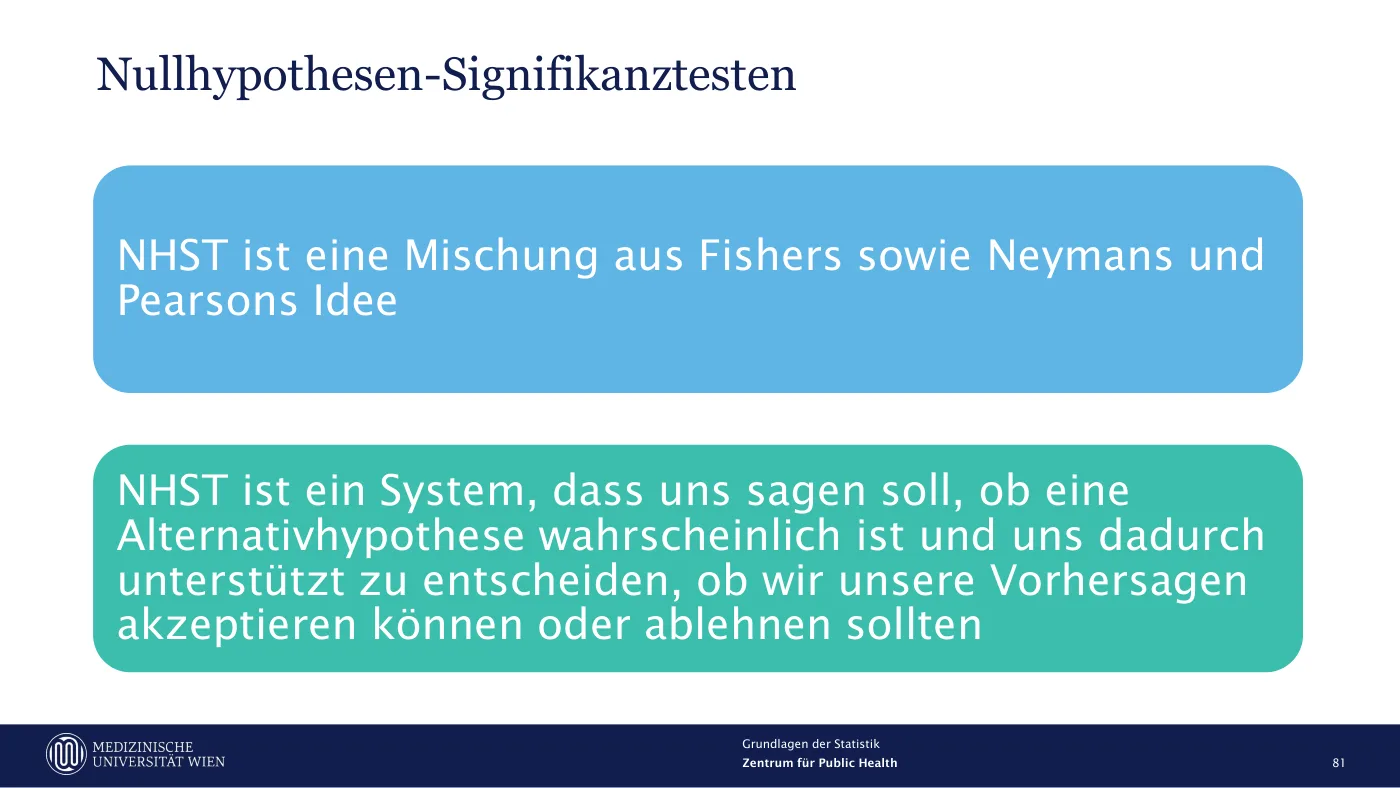 Nullhypothesen-Signifikanztesten
NHST ist eine Mischung aus Fishers sowie Neymans und
Pearsons Idee
NHST ist ein System, dass uns sagen soll, ob eine
Alternativhypothese wahrscheinlich ist und uns dadurch
unterstützt zu entscheiden, ob wir unsere Vorhersagen
akzeptieren können oder ablehnen sollten
MEDIZINISCHE
UNIVERSITÄT WIEN
Grundlagen der Statistik
Zentrum für Public Health
81